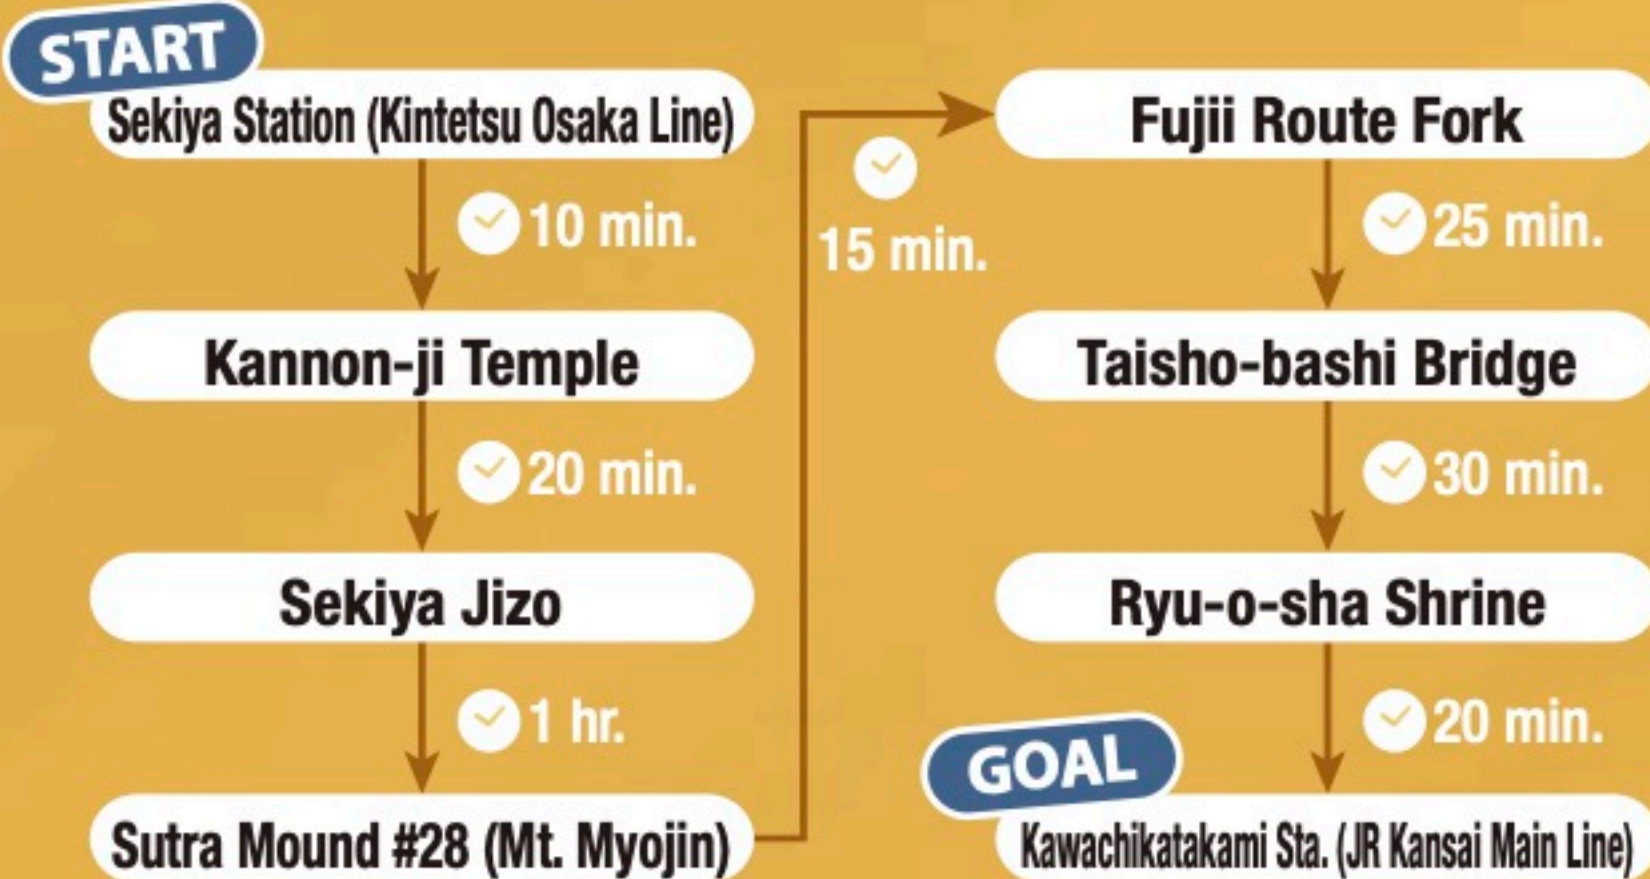 START
Sekiya Station (Kintetsu Osaka Line)
10 min.
Kannon-ji Temple
20 min.
Sekiya Jizo
1 hr.
Sutra Mound #28 (Mt. Myojin)
15 min.
Fujii Route Fork
25 min.
Taisho-bashi Bridge
30 min.
Ryu-o-sha Shrine
20 min.
GOAL
Kawachikatakami Sta. (JR Kansai Main Line)